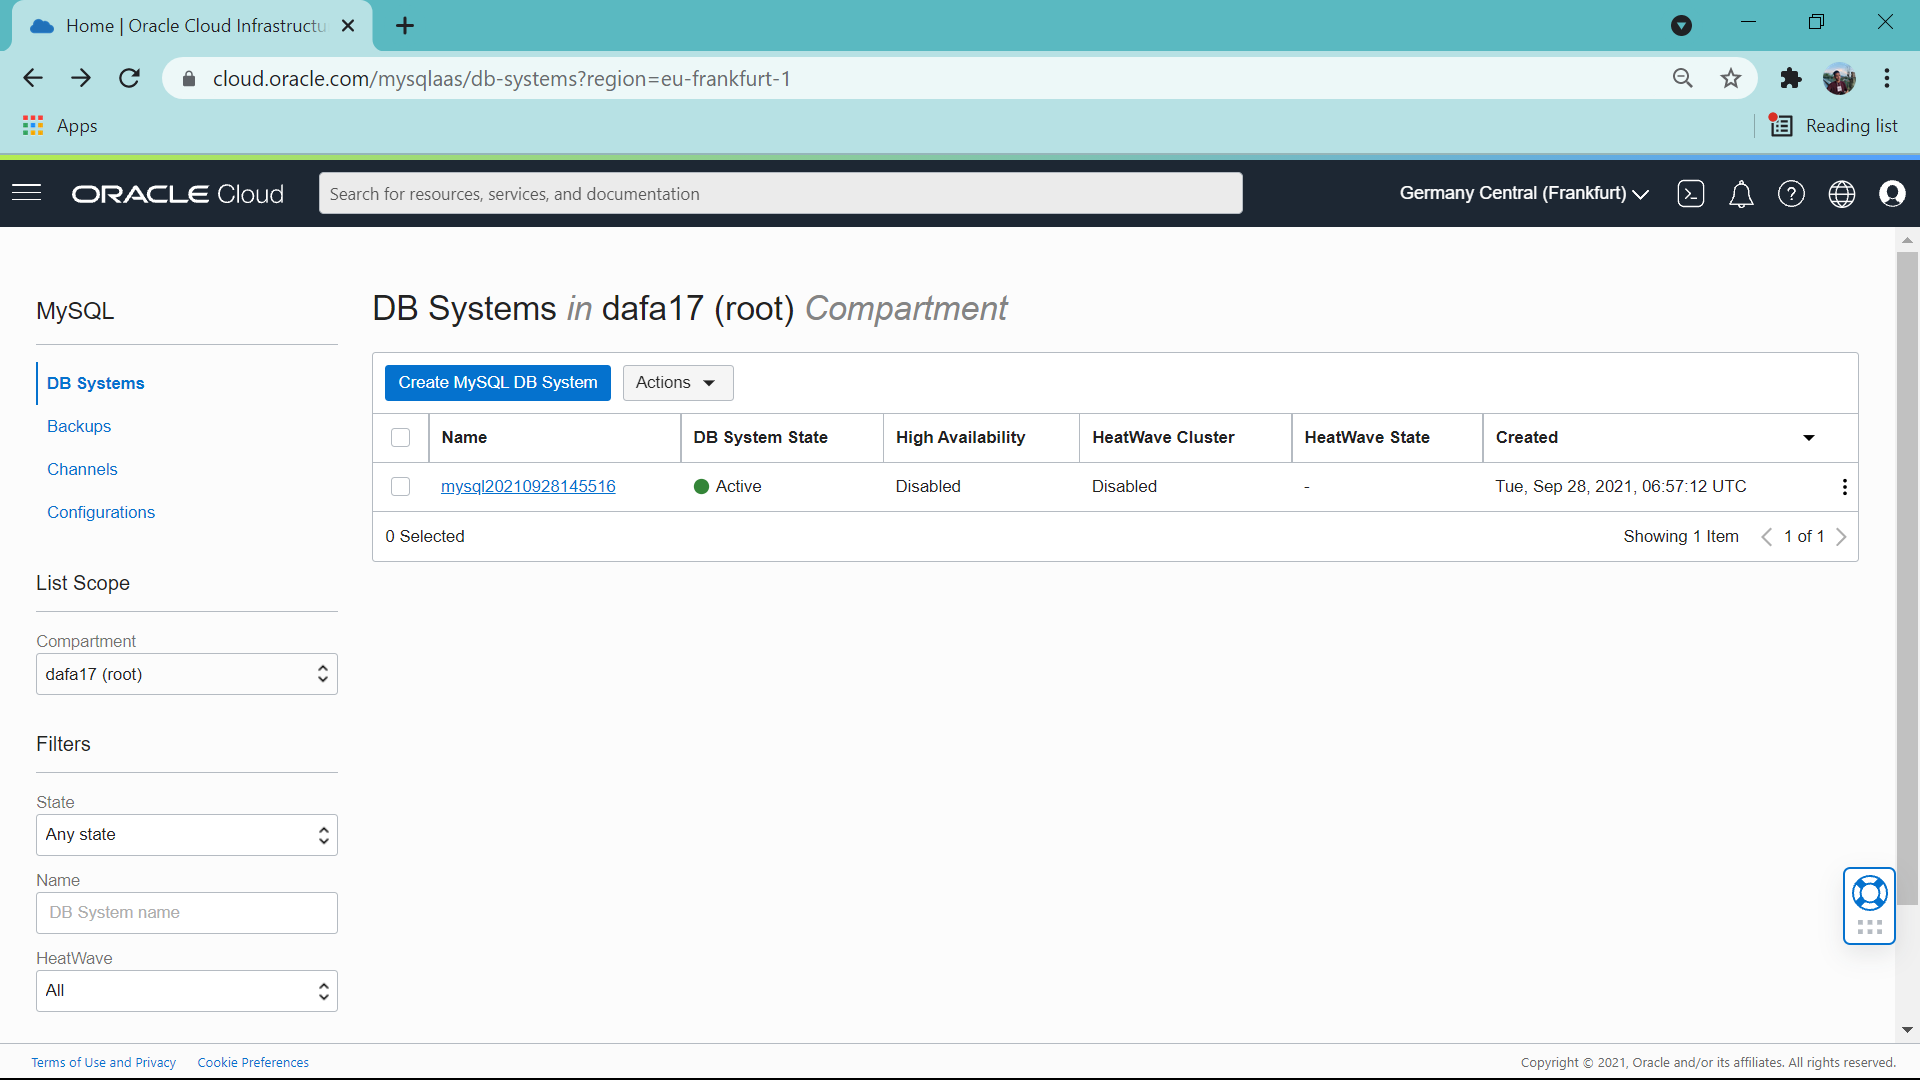 Home | Oracle Cloud Infrastructu
cloud.oracle.com/mysqlaas/db-systems?region=eu-frankfurt-1
Apps
Reading list
ORACLE Cloud
Search for resources, services, and documentation
Germany Central (Frankfurt)
MySQL
DB Systems
Backups
Channels
Configurations
List Scope
Compartment
dafa17 (root)
Filters
State
Any state
Name
DB System name
HeatWave
All
DB Systems in dafa17 (root) Compartment
Create MySQL DB System Actions
Name DB System State High Availability HeatWave Cluster HeatWave State Created
mysql20210928145516 Active Disabled Disabled - Tue, Sep 28, 2021, 06:57:12 UTC
0 Selected Showing 1 Item 1 of 1
Terms of Use and Privacy Cookie Preferences
Copyright © 2021, Oracle and/or its affiliates. All rights reserved.